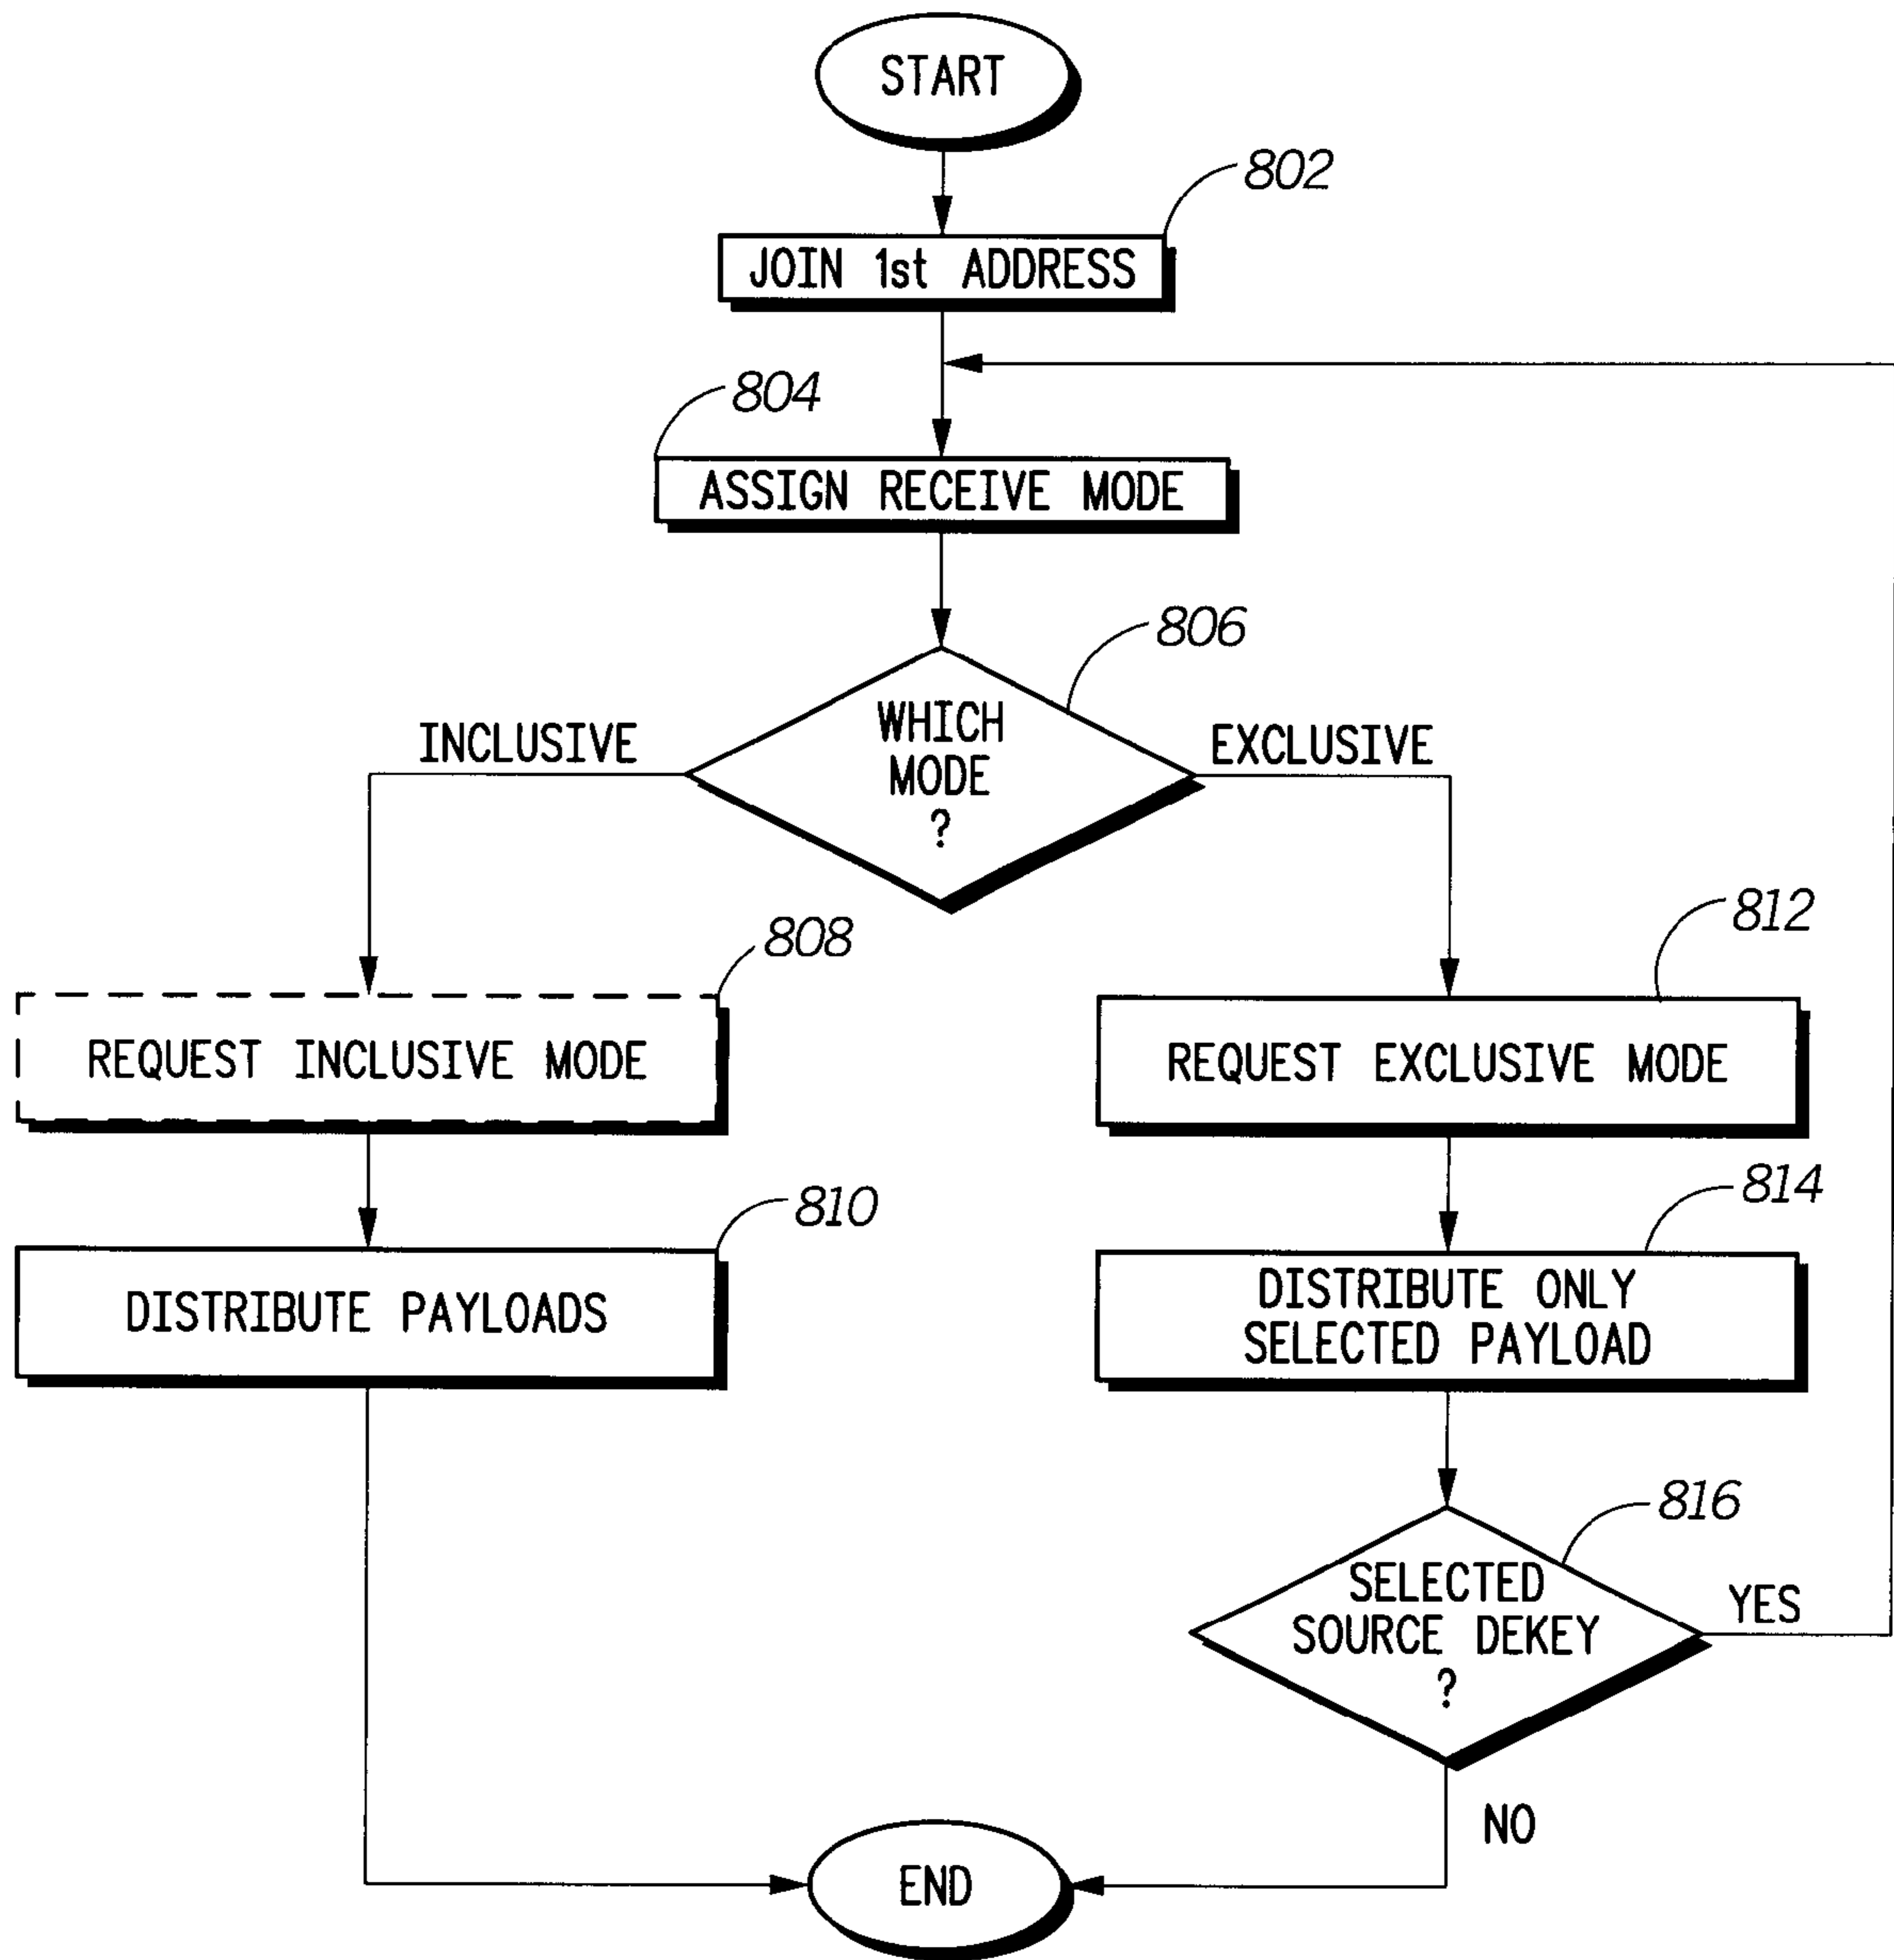 START
802
JOIN 1st ADDRESS
804
ASSIGN RECEIVE MODE
806
WHICH
MODE
?
INCLUSIVE
EXCLUSIVE
808
REQUEST INCLUSIVE MODE
812
REQUEST EXCLUSIVE MODE
810
DISTRIBUTE PAYLOADS
814
DISTRIBUTE ONLY
SELECTED PAYLOAD
816
SELECTED
SOURCE DEKEY
?
YES
NO
END